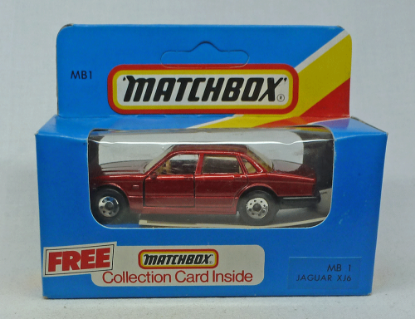 MB1
"MATCHBOX"®
FREE
"MATCHBOX"
Collection Card Inside
MB 1
JAGUAR XJ6